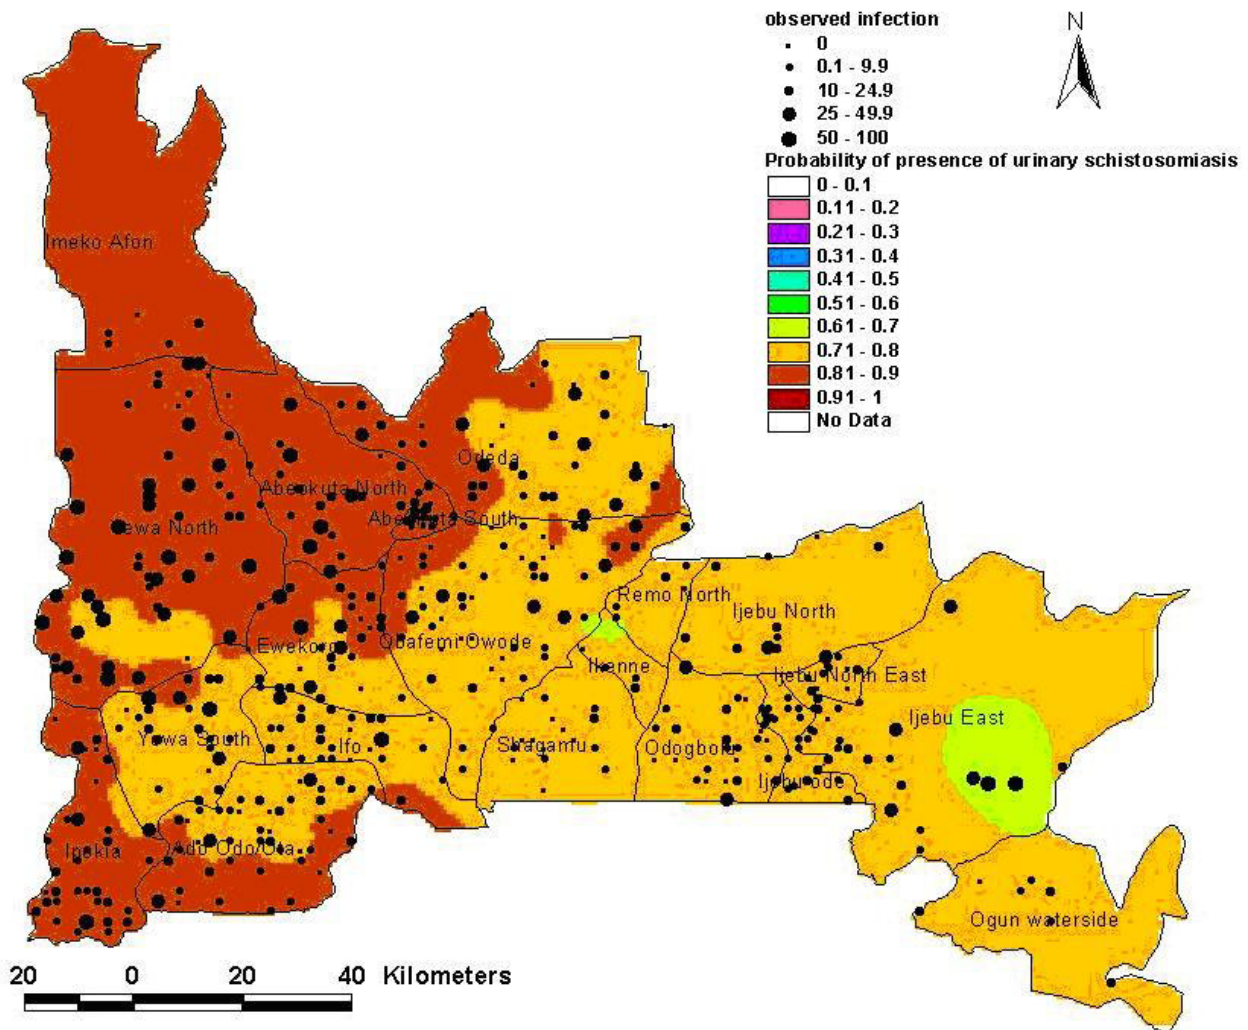 observed infection
N
0
0.1 - 9.9
10 - 24.9
25 - 49.9
50 - 100
Probability of presence of urinary schistosomiasis
0 - 0.1
0.11 - 0.2
0.21 - 0.3
0.31 - 0.4
0.41 - 0.5
0.51 - 0.6
0.61 - 0.7
0.71 - 0.8
0.81 - 0.9
0.91 - 1
No Data
Imeko Afon
Odeda
Abeokuta North
Abeokuta South
Yewa North
Remo North
Ijebu North
Ewekoro
Obafemi Owode
Ikenne
Ijebu North East
Ijebu East
Yewa South
Ifo
Shagamu
Odogbolu
Ijebu ode
Ipokia
Ado Odo/Ota
Ogun waterside
20 0 20 40 Kilometers